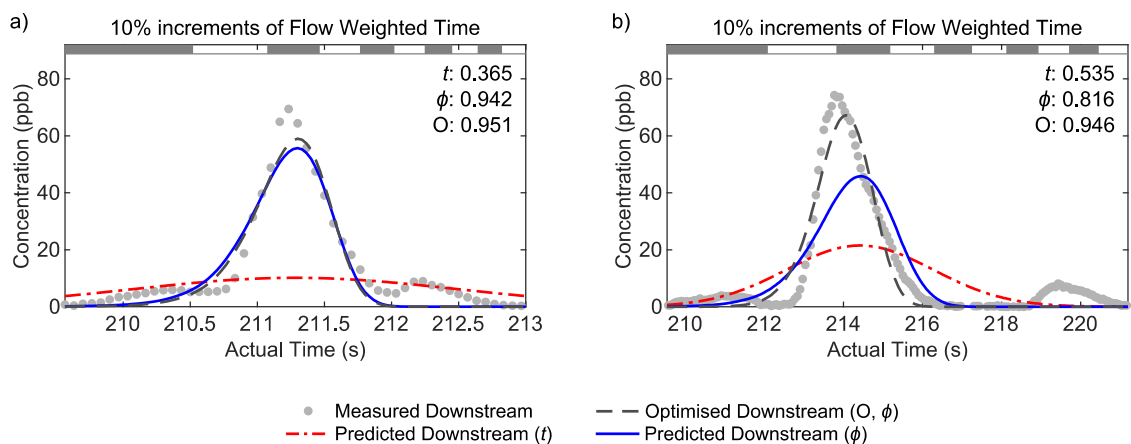 a)
10% increments of Flow Weighted Time
t: 0.365
ϕ: 0.942
O: 0.951
Concentration (ppb)
80
60
40
20
0
210 210.5 211 211.5 212 212.5 213
Actual Time (s)
b)
10% increments of Flow Weighted Time
t: 0.535
ϕ: 0.816
O: 0.946
Concentration (ppb)
80
60
40
20
0
210 212 214 216 218 220
Actual Time (s)
Measured Downstream
Predicted Downstream (t)
Optimised Downstream (O, ϕ)
Predicted Downstream (ϕ)